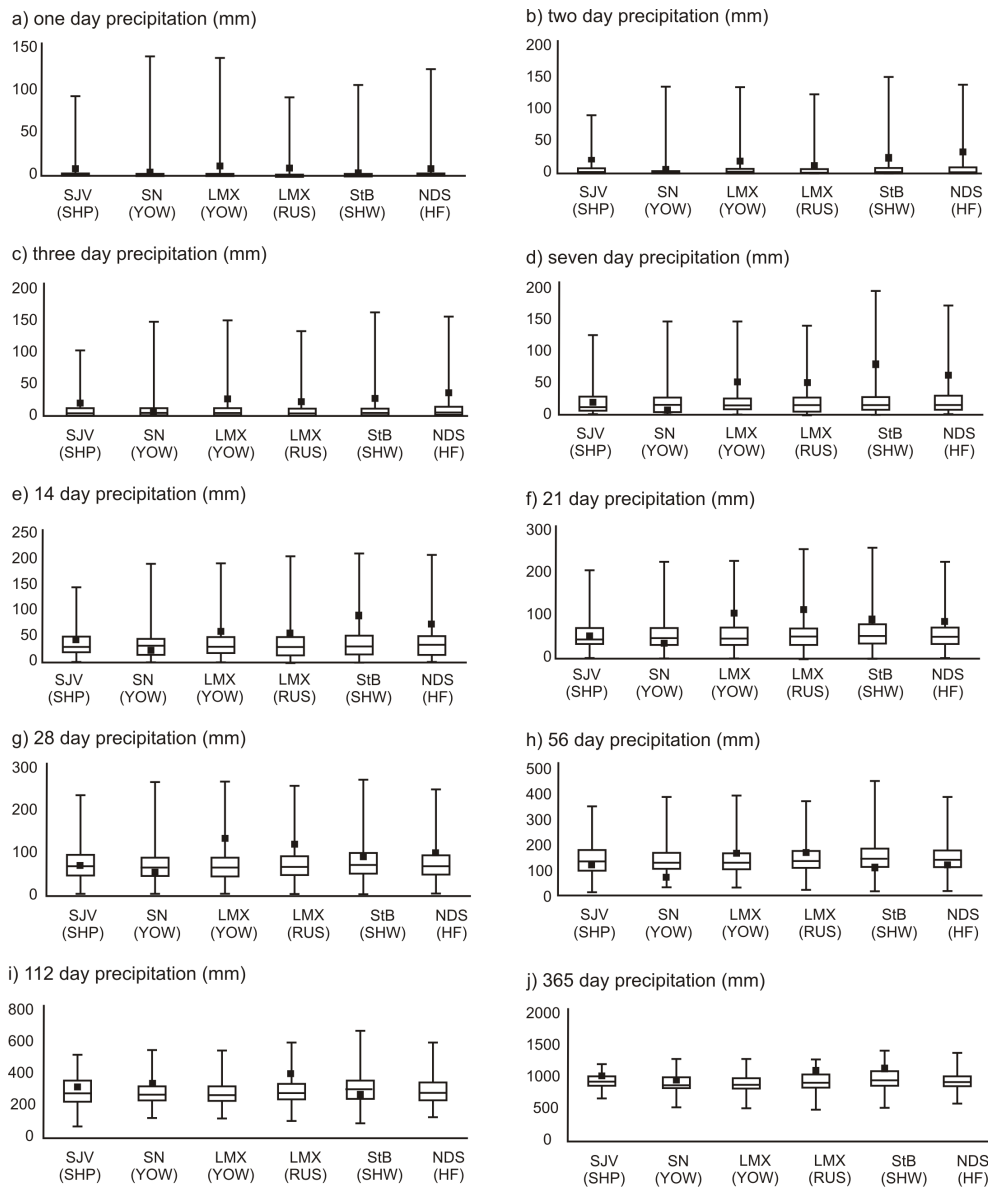 a) one day precipitation (mm)
150
100
50
0
SJV SN LMX LMX StB NDS
(SHP) (YOW) (YOW) (RUS) (SHW) (HF)
b) two day precipitation (mm)
200
150
100
50
0
SJV SN LMX LMX StB NDS
(SHP) (YOW) (YOW) (RUS) (SHW) (HF)
c) three day precipitation (mm)
200
150
100
50
0
SJV SN LMX LMX StB NDS
(SHP) (YOW) (YOW) (RUS) (SHW) (HF)
d) seven day precipitation (mm)
200
150
100
50
0
SJV SN LMX LMX StB NDS
(SHP) (YOW) (YOW) (RUS) (SHW) (HF)
e) 14 day precipitation (mm)
250
200
150
100
50
0
SJV SN LMX LMX StB NDS
(SHP) (YOW) (YOW) (RUS) (SHW) (HF)
f) 21 day precipitation (mm)
300
200
100
0
SJV SN LMX LMX StB NDS
(SHP) (YOW) (YOW) (RUS) (SHW) (HF)
g) 28 day precipitation (mm)
300
200
100
0
SJV SN LMX LMX StB NDS
(SHP) (YOW) (YOW) (RUS) (SHW) (HF)
h) 56 day precipitation (mm)
500
400
300
200
100
0
SJV SN LMX LMX StB NDS
(SHP) (YOW) (YOW) (RUS) (SHW) (HF)
i) 112 day precipitation (mm)
800
600
400
200
0
SJV SN LMX LMX StB NDS
(SHP) (YOW) (YOW) (RUS) (SHW) (HF)
j) 365 day precipitation (mm)
2000
1500
1000
500
0
SJV SN LMX LMX StB NDS
(SHP) (YOW) (YOW) (RUS) (SHW) (HF)